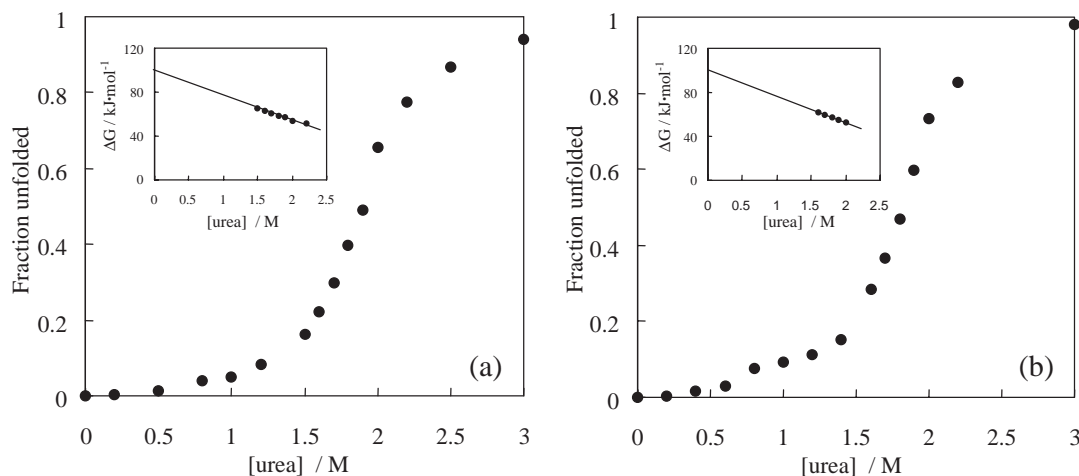 1
0.8
0.6
0.4
0.2
0
Fraction unfolded
0 0.5 1 1.5 2 2.5 3
[urea] / M
(a)
120
80
40
0
ΔG / kJ·mol⁻¹
0 0.5 1 1.5 2 2.5
[urea] / M
1
0.8
0.6
0.4
0.2
0
Fraction unfolded
0 0.5 1 1.5 2 2.5 3
[urea] / M
(b)
120
80
40
0
ΔG / kJ·mol⁻¹
0 0.5 1 1.5 2 2.5
[urea] / M